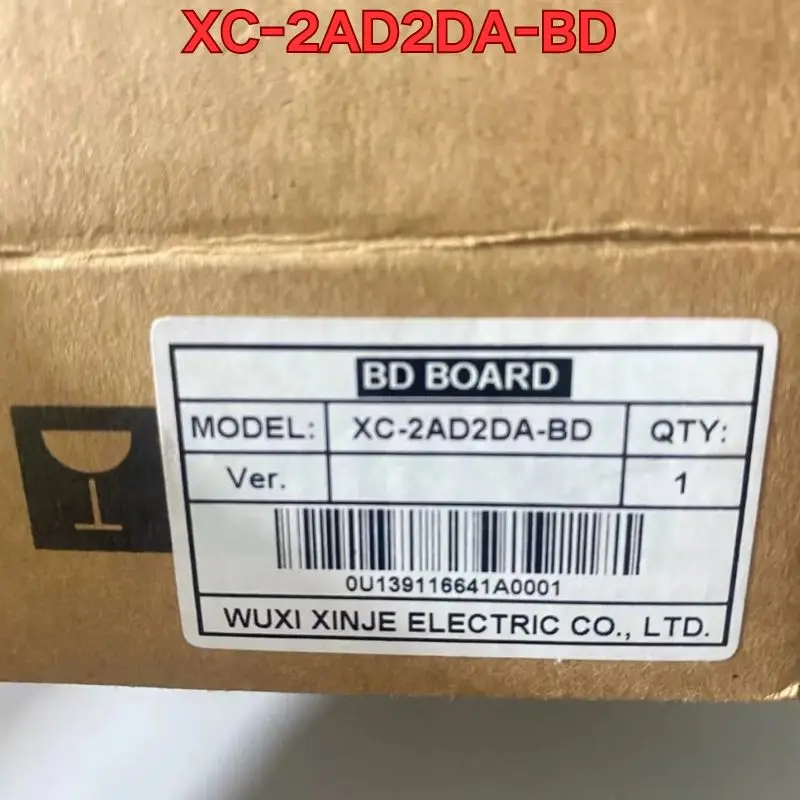 XC-2AD2DA-BD
BD BOARD
MODEL: XC-2AD2DA-BD QTY:
Ver. 1
0U139116641A0001
WUXI XINJE ELECTRIC CO., LTD.